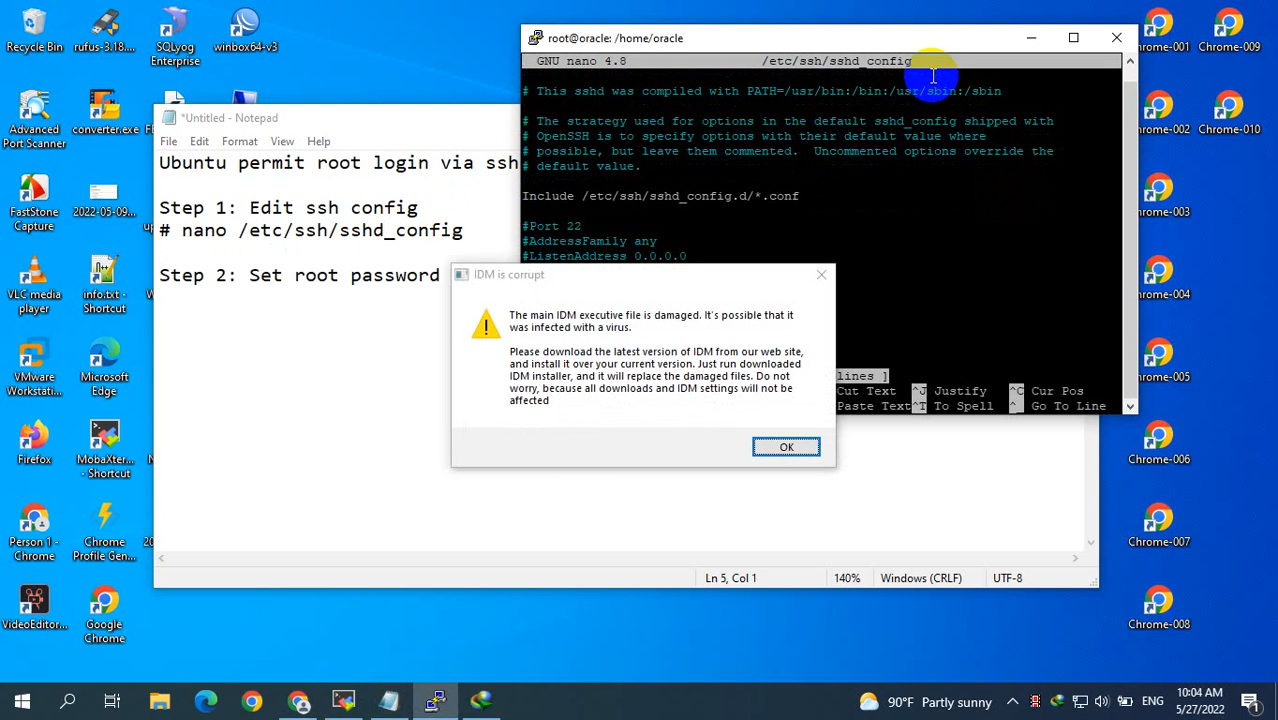 Recycle Bin
rufus-3.18....
SQLyog
Enterprise
winbox64-v3
Advanced
Port Scanner
converter.exe
FastStone
Capture
2022-05-09...
VLC media
player
info.txt -
Shortcut
VMware
Workstati...
Microsoft
Edge
Firefox
MobaXter...
- Shortcut
Person 1 -
Chrome
Chrome
Profile Gen...
VideoEditor...
Google
Chrome
*Untitled - Notepad
File Edit Format View Help
Ubuntu permit root login via ssh
Step 1: Edit ssh config
# nano /etc/ssh/sshd_config
Step 2: Set root password
Ln 5, Col 1 140% Windows (CRLF) UTF-8
root@oracle: /home/oracle
GNU nano 4.8 /etc/ssh/sshd_config
# This sshd was compiled with PATH=/usr/bin:/bin:/usr/sbin:/sbin
# The strategy used for options in the default sshd_config shipped with
# OpenSSH is to specify options with their default value where
# possible, but leave them commented.  Uncommented options override the
# default value.
Include /etc/ssh/sshd_config.d/*.conf
#Port 22
#AddressFamily any
#ListenAddress 0.0.0.0
lines ]
Cut Text ^J Justify ^C Cur Pos
Paste Text ^T To Spell ^_ Go To Line
IDM is corrupt
The main IDM executive file is damaged. It's possible that it
was infected with a virus.
Please download the latest version of IDM from our web site,
and install it over your current version. Just run downloaded
IDM installer, and it will replace the damaged files. Do not
worry, beacause all downloads and IDM settings will not be
affected
OK
Chrome-001
Chrome-009
Chrome-002
Chrome-010
Chrome-003
Chrome-004
Chrome-005
Chrome-006
Chrome-007
Chrome-008
90°F Partly sunny
ENG
10:04 AM
5/27/2022